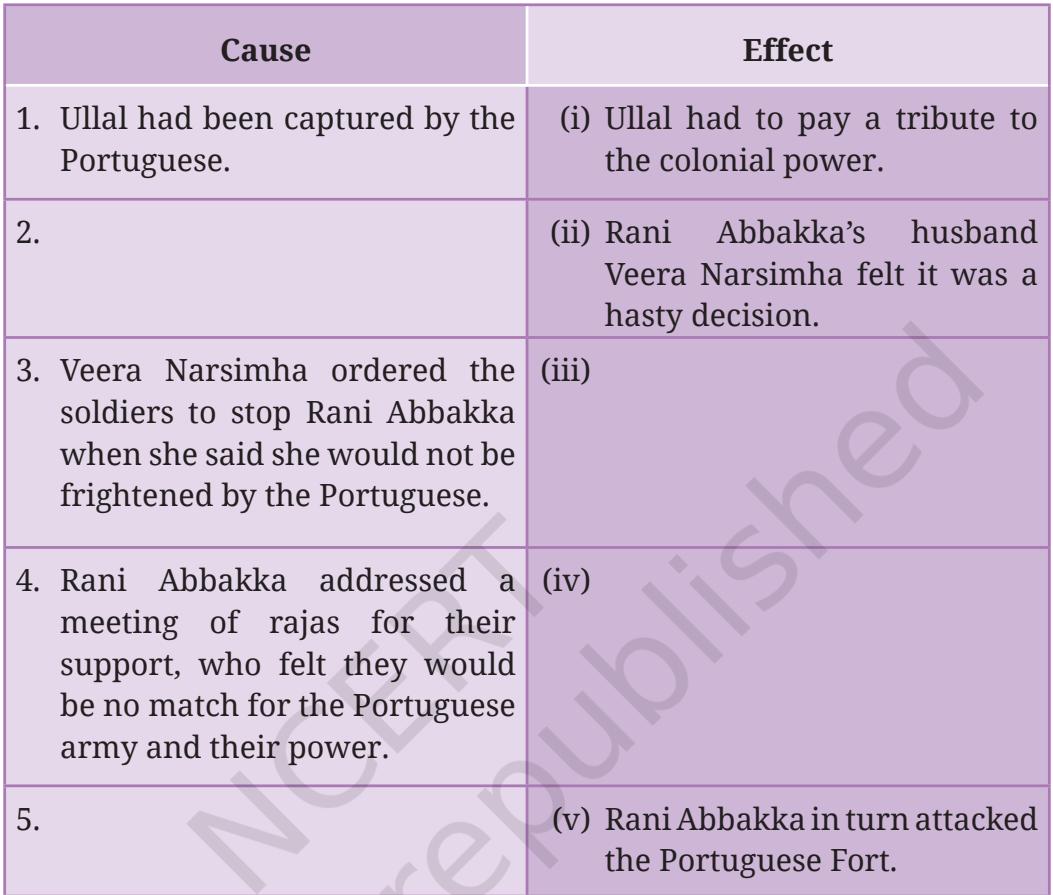 Cause
Effect
1. Ullal had been captured by the
Portuguese.
(i) Ullal had to pay a tribute to
the colonial power.
2.
(ii) Rani Abbakka’s husband
Veera Narsimha felt it was a
hasty decision.
3. Veera Narsimha ordered the
soldiers to stop Rani Abbakka
when she said she would not be
frightened by the Portuguese.
(iii)
4. Rani Abbakka addressed a
meeting of rajas for their
support, who felt they would
be no match for the Portuguese
army and their power.
(iv)
5.
(v) Rani Abbakka in turn attacked
the Portuguese Fort.
NCERT
republished